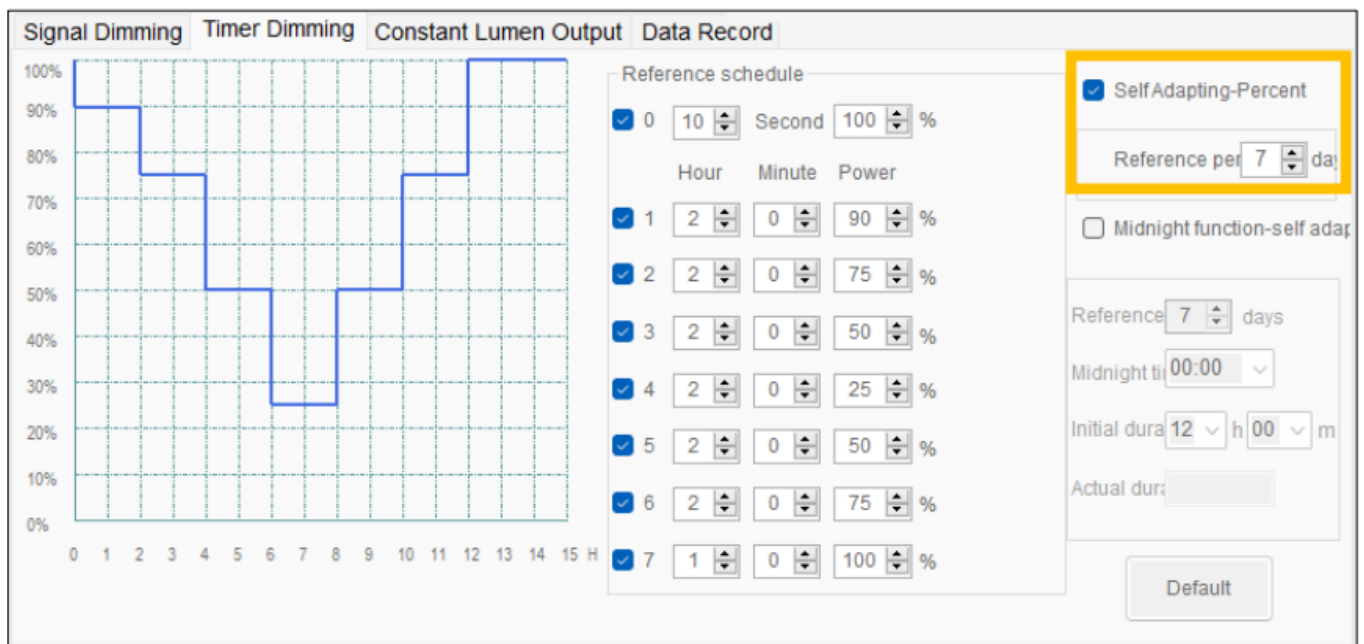 Signal Dimming Timer Dimming Constant Lumen Output Data Record
100%
90%
80%
70%
60%
50%
40%
30%
20%
10%
0%
0 1 2 3 4 5 6 7 8 9 10 11 12 13 14 15 H
Reference schedule
0 10 Second 100 %
Hour Minute Power
1 2 0 90 %
2 2 0 75 %
3 2 0 50 %
4 2 0 25 %
5 2 0 50 %
6 2 0 75 %
7 1 0 100 %
Self Adapting-Percent
Reference per 7 day
Midnight function-self adap
Reference 7 days
Midnight ti 00:00
Initial dura 12 h 00 m
Actual dura
Default